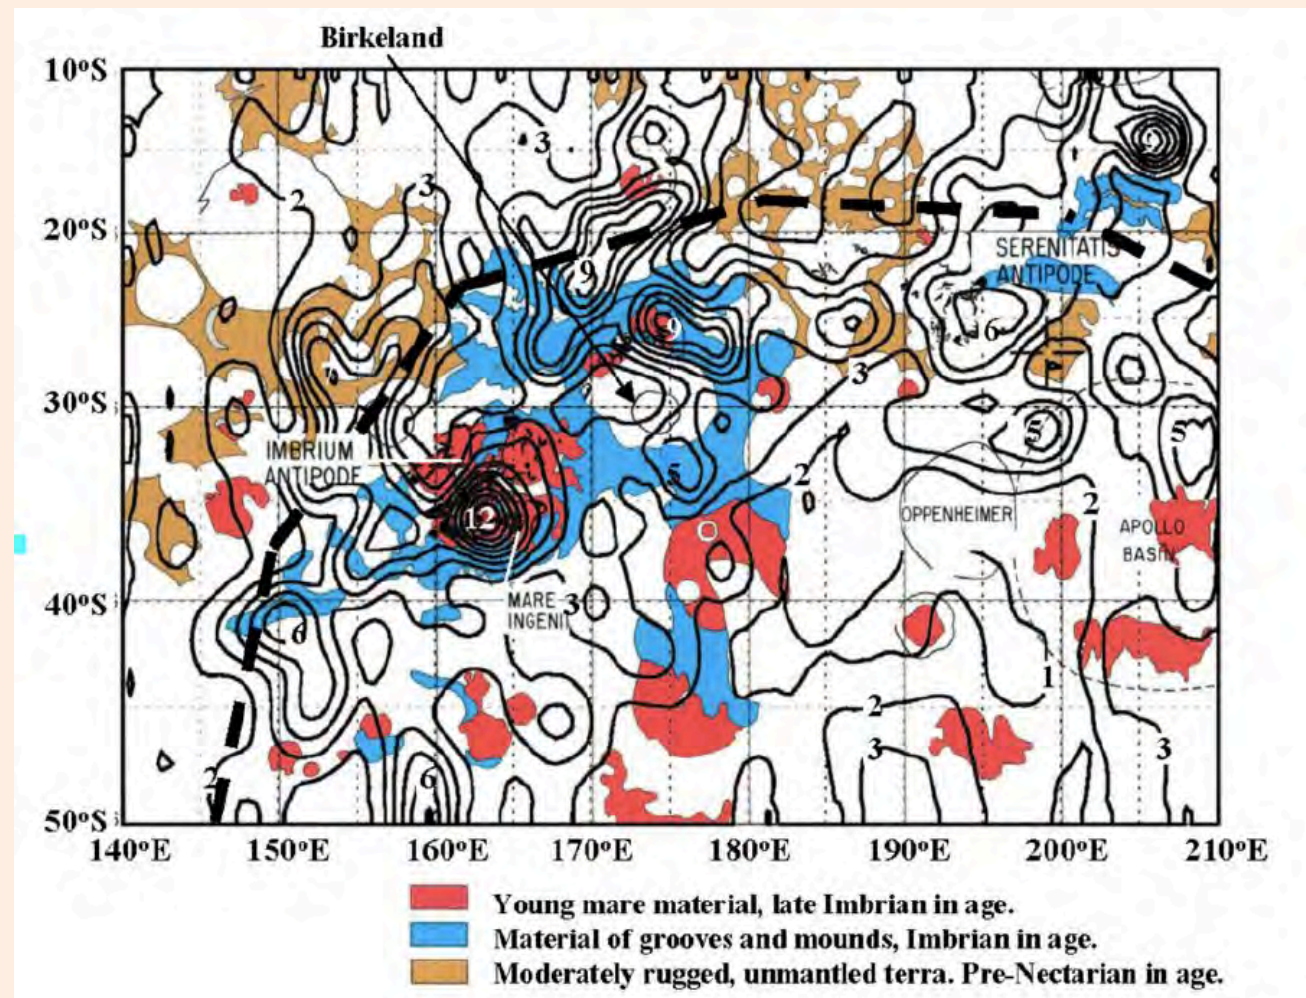 Birkeland
10°S
20°S
30°S
40°S
50°S
140°E
150°E
160°E
170°E
180°E
190°E
200°E
210°E
3
9
2
3
SERENITATIS
ANTIPODE
9
9
6
3
IMBRIUM
ANTIPODE
5
5
5
2
2
12
OPPENHEIMER
APOLLO
BASIN
MARE
INGENII
3
6
1
2
3
3
2
6
Young mare material, late Imbrian in age.
Material of grooves and mounds, Imbrian in age.
Moderately rugged, unmantled terra. Pre-Nectarian in age.